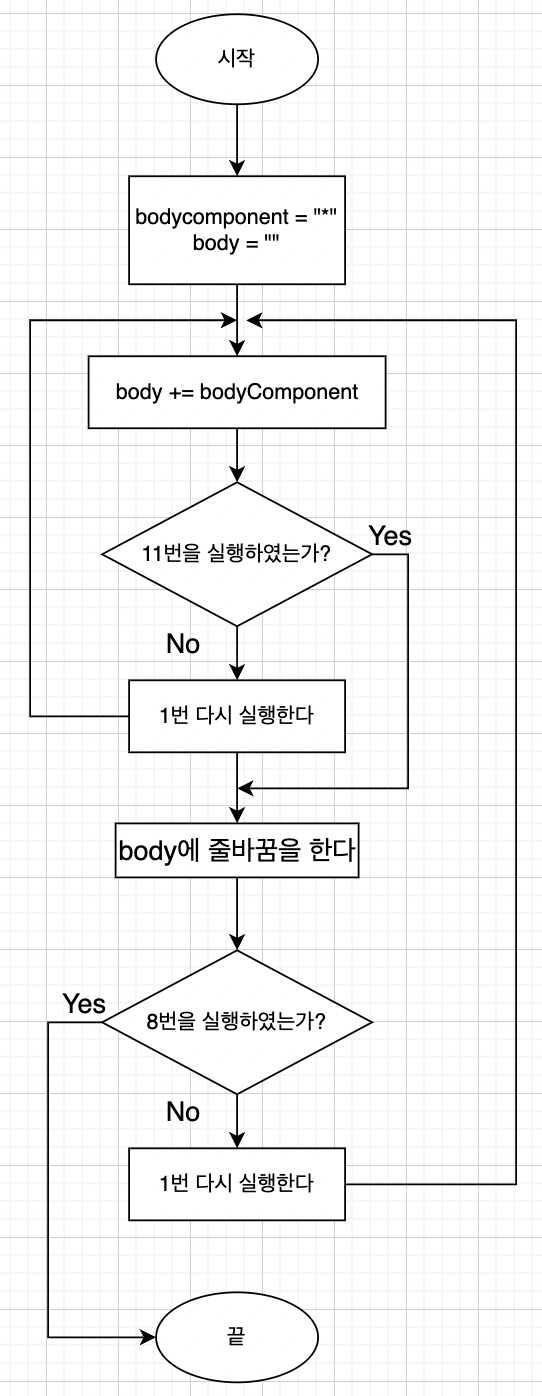 시작
bodycomponent = "*"
body = ""
body += bodyComponent
11번을 실행하였는가?
Yes
No
1번 다시 실행한다
body에 줄바꿈을 한다
Yes
8번을 실행하였는가?
No
1번 다시 실행한다
끝